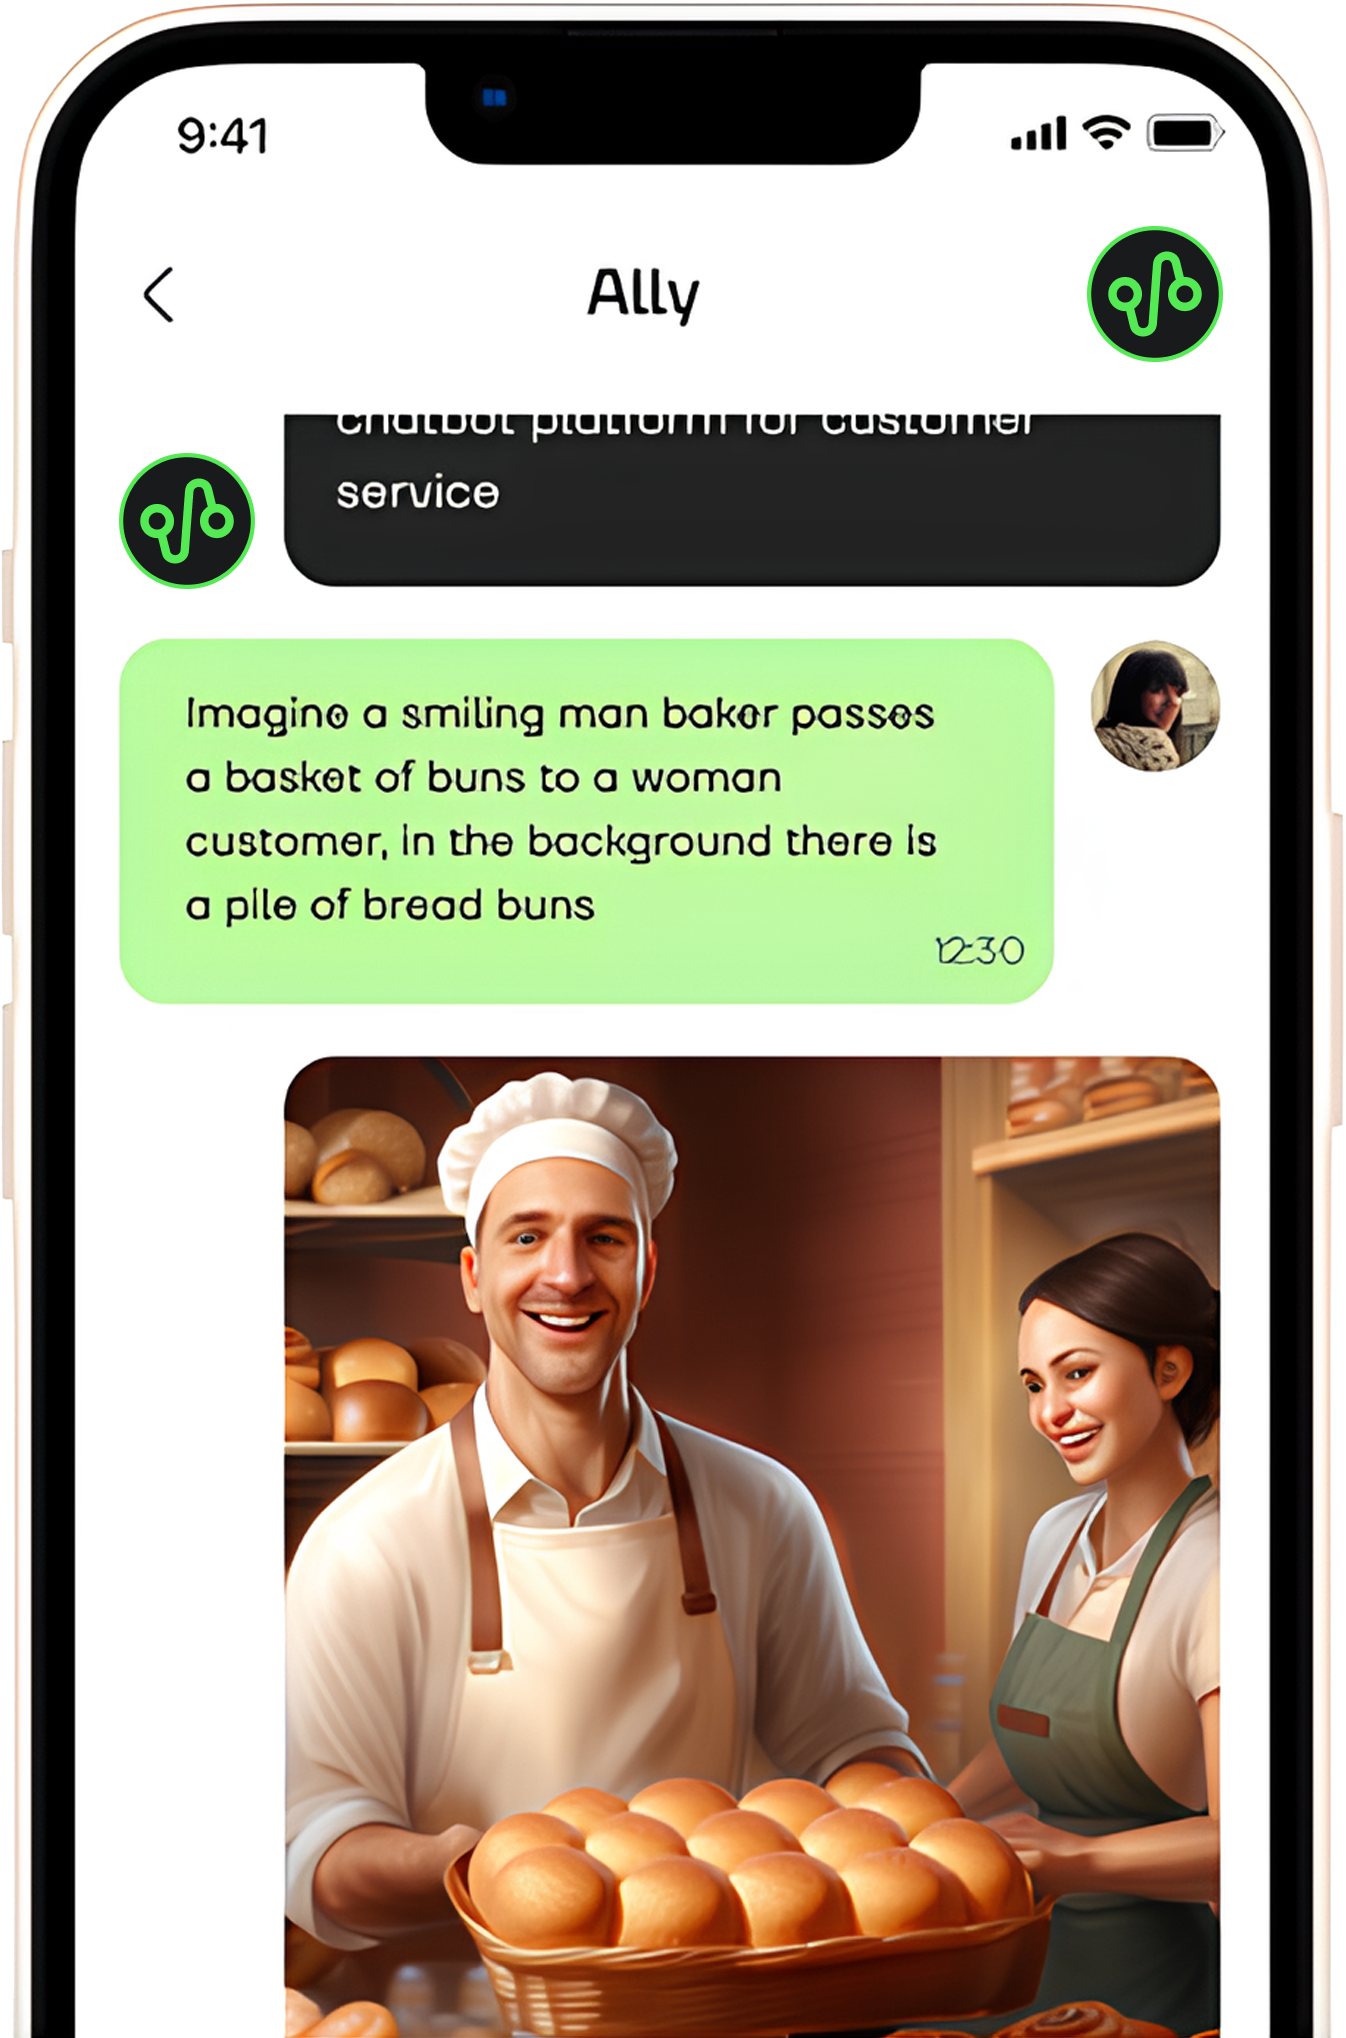 9:41
Ally
chatbot platform for customer
service
Imagine a smiling man baker passes
a basket of buns to a woman
customer, in the background there is
a pile of bread buns
12:30